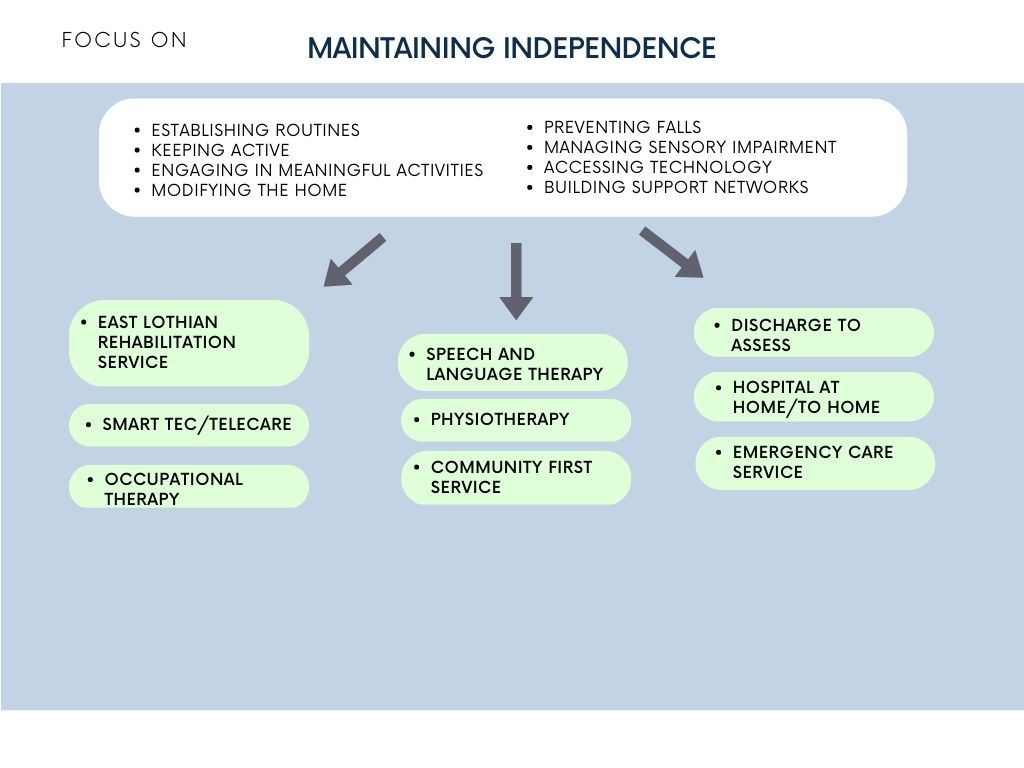 FOCUS ON
MAINTAINING INDEPENDENCE
• ESTABLISHING ROUTINES
• KEEPING ACTIVE
• ENGAGING IN MEANINGFUL ACTIVITIES
• MODIFYING THE HOME
• PREVENTING FALLS
• MANAGING SENSORY IMPAIRMENT
• ACCESSING TECHNOLOGY
• BUILDING SUPPORT NETWORKS
• EAST LOTHIAN
REHABILITATION
SERVICE
• SMART TEC/TELECARE
• OCCUPATIONAL
THERAPY
• SPEECH AND
LANGUAGE THERAPY
• PHYSIOTHERAPY
• COMMUNITY FIRST
SERVICE
• DISCHARGE TO
ASSESS
• HOSPITAL AT
HOME/TO HOME
• EMERGENCY CARE
SERVICE